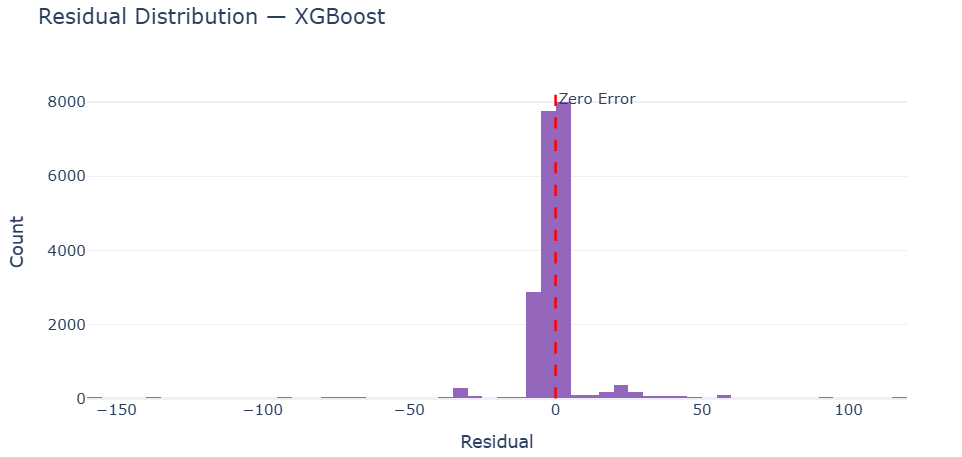 Residual Distribution — XGBoost
Zero Error
8000
6000
4000
2000
0
Count
−150
−100
−50
0
50
100
Residual